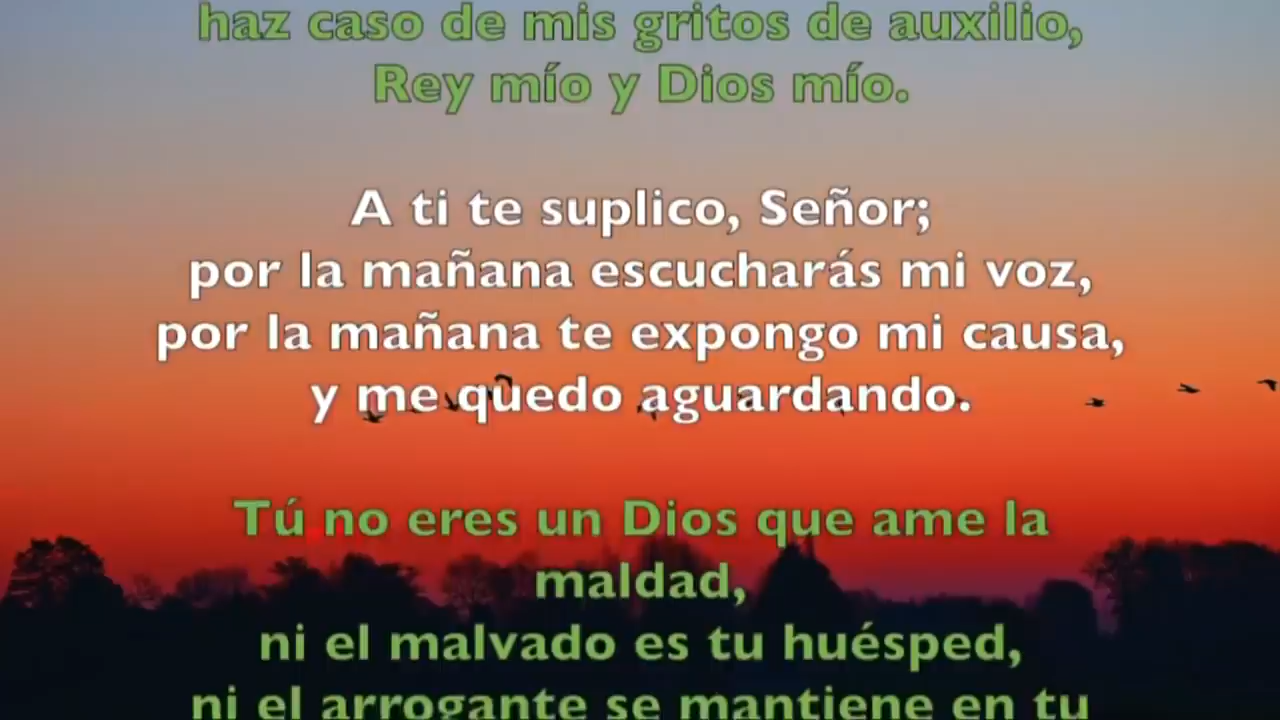 haz caso de mis gritos de auxilio,
Rey mío y Dios mío.
A ti te suplico, Señor;
por la mañana escucharás mi voz,
por la mañana te expongo mi causa,
y me quedo aguardando.
Tú no eres un Dios que ame la
maldad,
ni el malvado es tu huésped,
ni el arrogante se mantiene en tu